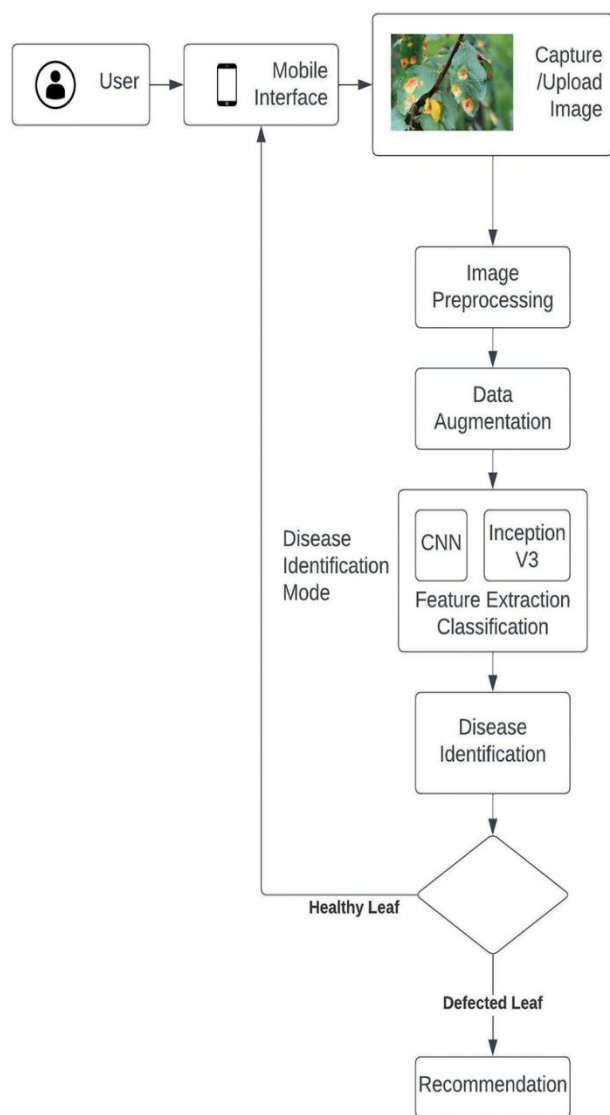 User
Mobile
Interface
Capture
/Upload
Image
Image
Preprocessing
Data
Augmentation
Disease
Identification
Mode
CNN
Inception
V3
Feature Extraction
Classification
Disease
Identification
Healthy Leaf
Defected Leaf
Recommendation